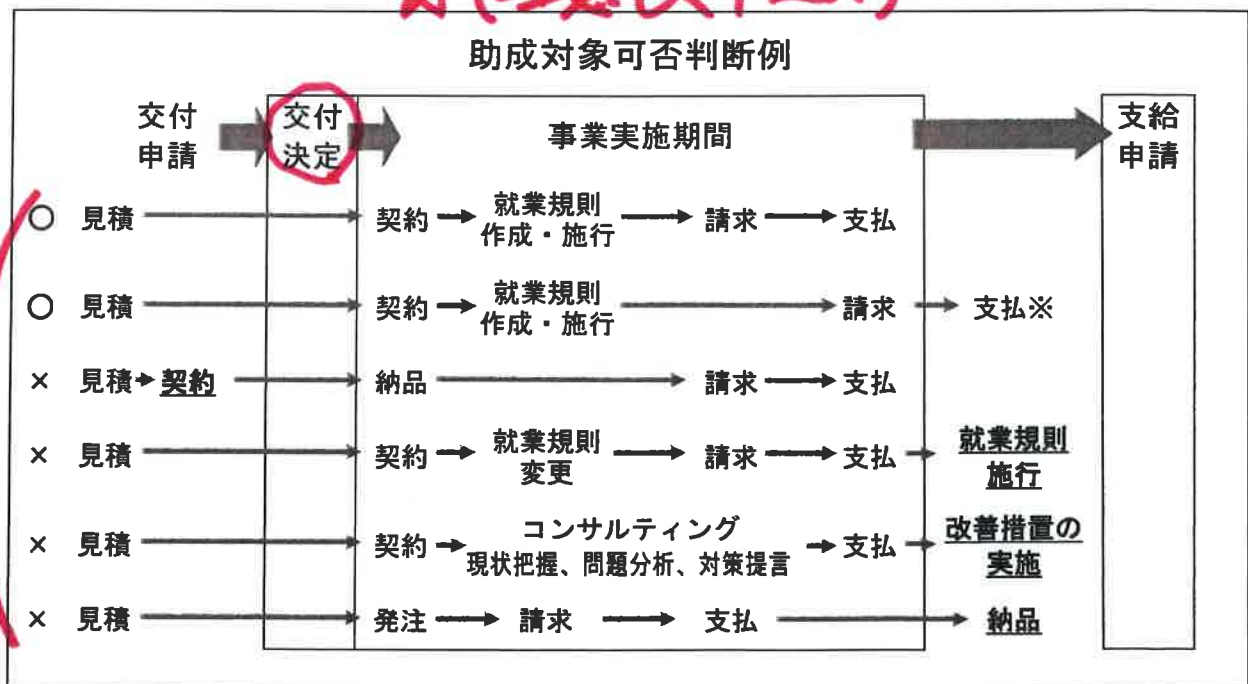 助成対象可否判断例
交付
申請
交付
決定
事業実施期間
支給
申請
○ 見積 契約 就業規則
作成・施行 請求 支払
○ 見積 契約 就業規則
作成・施行 請求 支払※
× 見積 契約 納品 請求 支払
× 見積 契約 就業規則
変更 請求 支払 就業規則
施行
× 見積 契約 コンサルティング
現状把握、問題分析、対策提言 支払 改善措置の
実施
× 見積 発注 請求 支払 納品